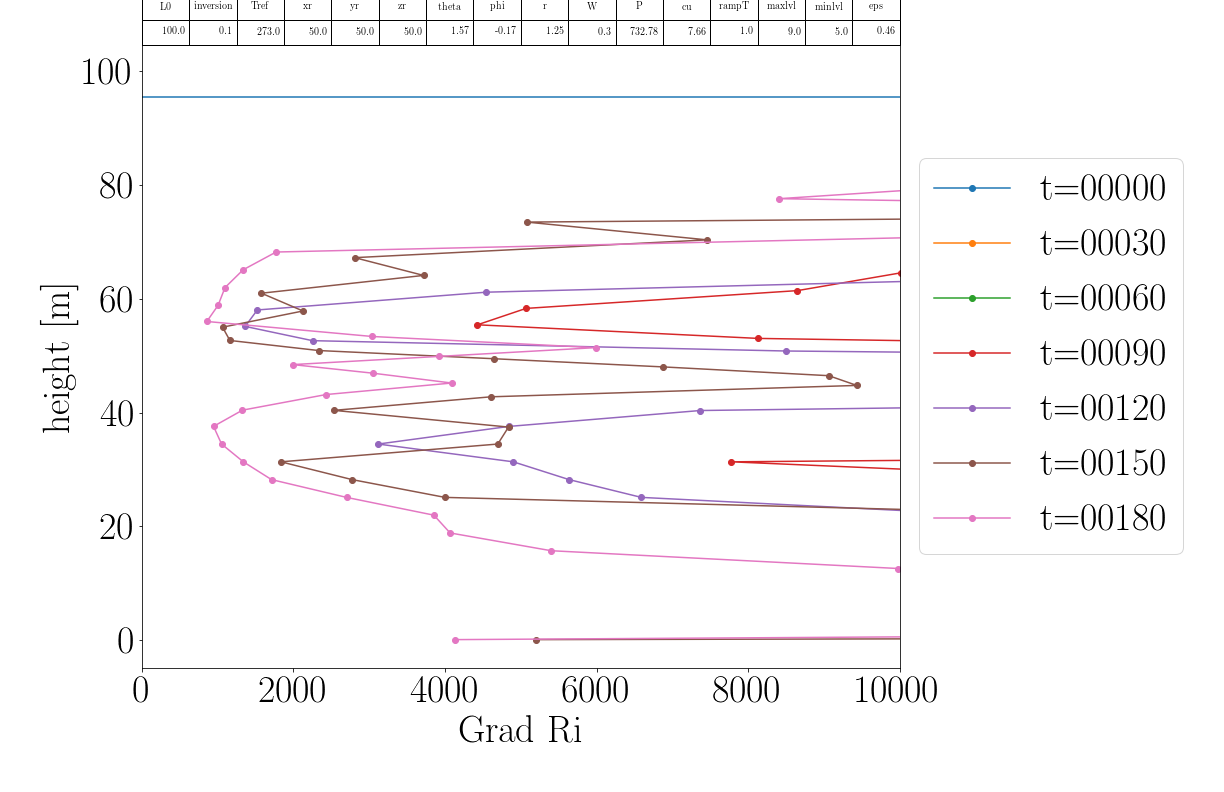 L0 inversion Tref xr yr zr theta phi r W P cu rampT maxlvl minlvl eps
100.0 0.1 273.0 50.0 50.0 50.0 1.57 -0.17 1.25 0.3 732.78 7.66 1.0 9.0 5.0 0.46
100
80
60
40
20
0
height [m]
0 2000 4000 6000 8000 10000
Grad Ri
t=00000
t=00030
t=00060
t=00090
t=00120
t=00150
t=00180